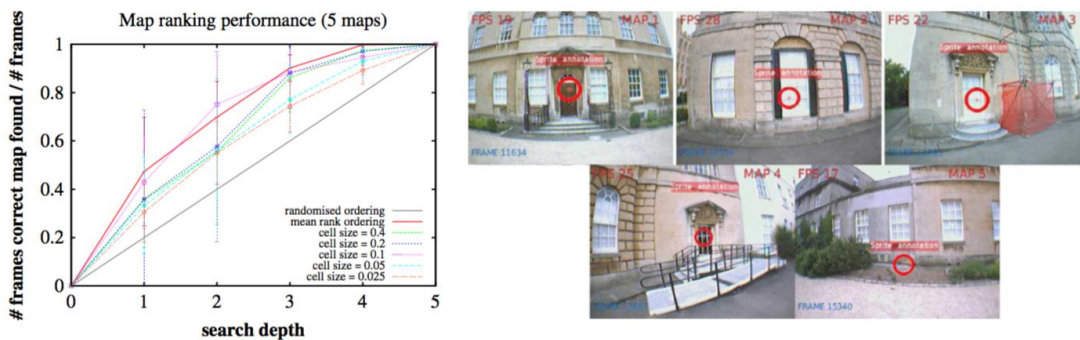 Map ranking performance (5 maps)
# frames correct map found / # frames
1
0.8
0.6
0.4
0.2
0
0 1 2 3 4 5
search depth
randomised ordering
mean rank ordering
cell size = 0.4
cell size = 0.2
cell size = 0.1
cell size = 0.05
cell size = 0.025
FPS 19 MAP 1
Sprite annotation
FRAME 11634
FPS 28 MAP 2
Sprite annotation
FPS 22 MAP 3
Sprite annotation
FPS 25 MAP 4
Sprite annotation
FPS 17 MAP 5
Sprite annotation
FRAME 15340